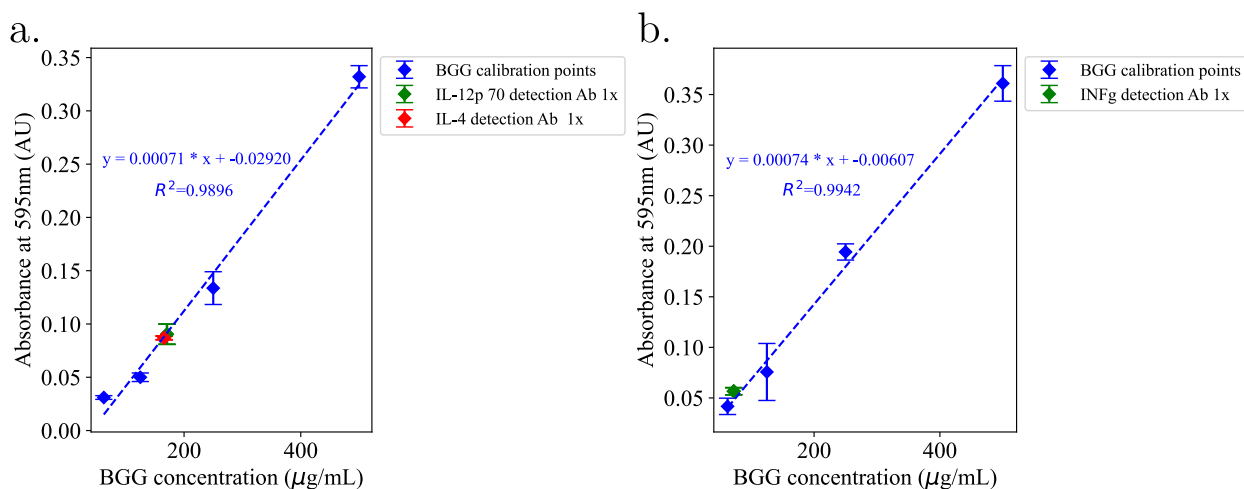 a.
0.35
0.30
0.25
0.20
0.15
0.10
0.05
0.00
Absorbance at 595nm (AU)
200
400
BGG concentration (μg/mL)
y = 0.00071 * x + -0.02920
R²=0.9896
BGG calibration points
IL-12p 70 detection Ab 1x
IL-4 detection Ab 1x
b.
0.35
0.30
0.25
0.20
0.15
0.10
0.05
Absorbance at 595nm (AU)
200
400
BGG concentration (μg/mL)
y = 0.00074 * x + -0.00607
R²=0.9942
BGG calibration points
INFg detection Ab 1x